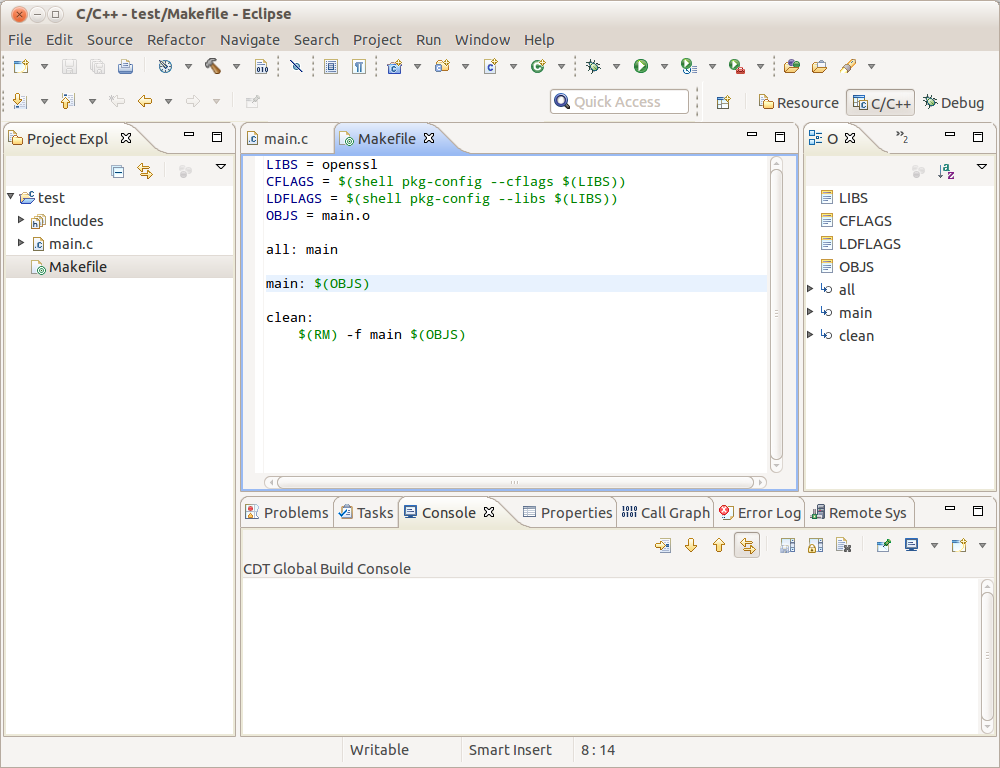 C/C++ - test/Makefile - Eclipse
File Edit Source Refactor Navigate Search Project Run Window Help
Quick Access
Resource
C/C++
Debug
Project Expl
test
Includes
main.c
Makefile
main.c
Makefile
LIBS = openssl
CFLAGS = $(shell pkg-config --cflags $(LIBS))
LDFLAGS = $(shell pkg-config --libs $(LIBS))
OBJS = main.o
all: main
main: $(OBJS)
clean:
$(RM) -f main $(OBJS)
O
2
LIBS
CFLAGS
LDFLAGS
OBJS
all
main
clean
Problems
Tasks
Console
Properties
Call Graph
Error Log
Remote Sys
CDT Global Build Console
Writable
Smart Insert
8 : 14